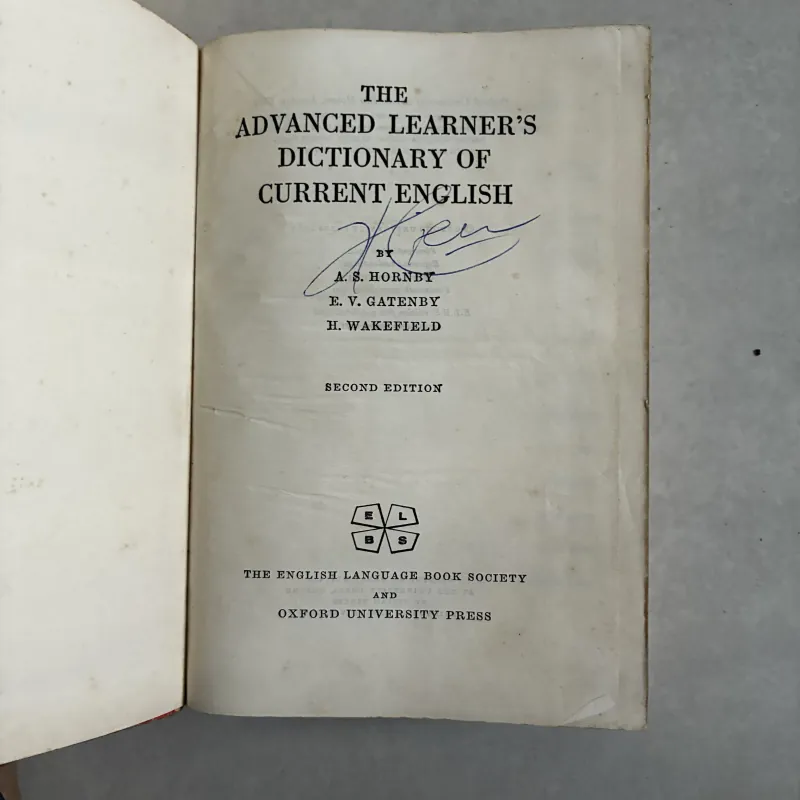 THE
ADVANCED LEARNER'S
DICTIONARY OF
CURRENT ENGLISH
BY
A. S. HORNBY
E. V. GATENBY
H. WAKEFIELD
SECOND EDITION
E L
B S
THE ENGLISH LANGUAGE BOOK SOCIETY
AND
OXFORD UNIVERSITY PRESS